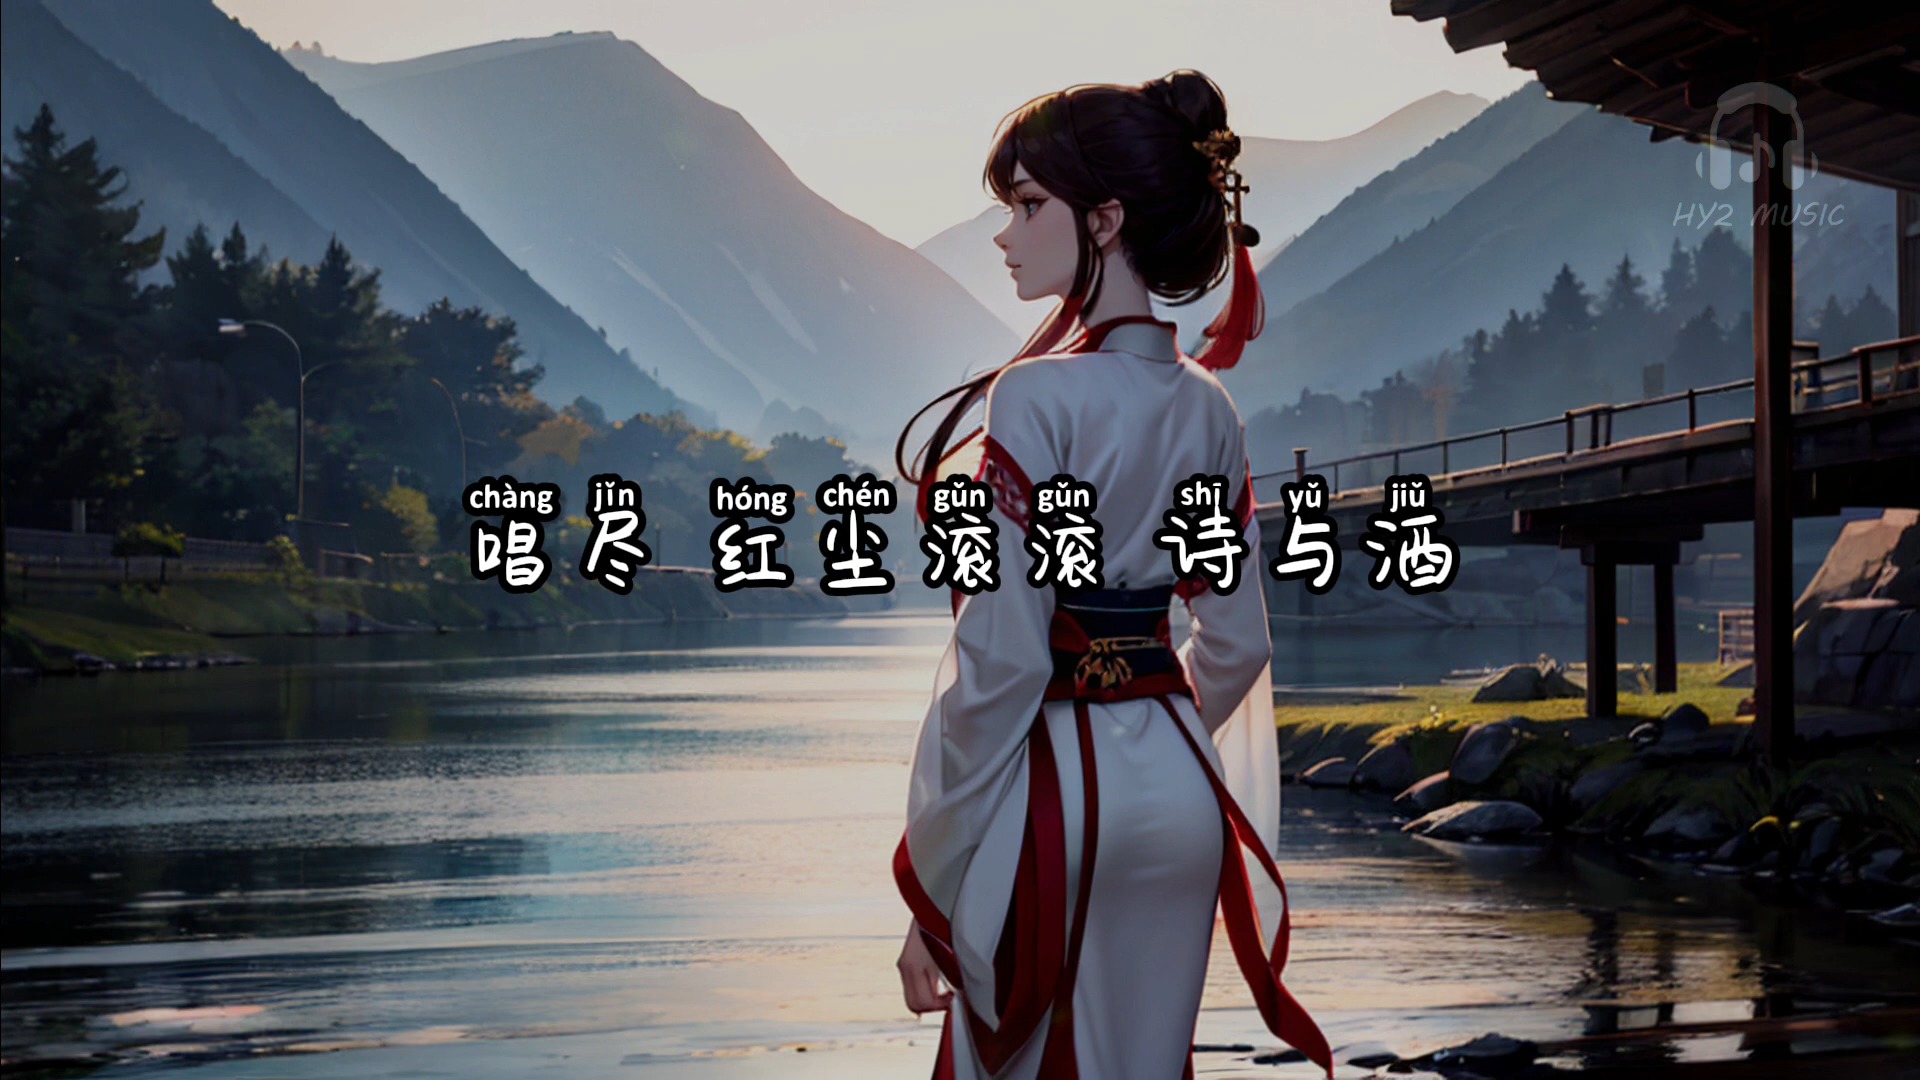 HY2 MUSIC
chàng jǐn hóng chén gǔn gǔn shī yǔ jiǔ
唱尽 红尘滚滚 诗与酒